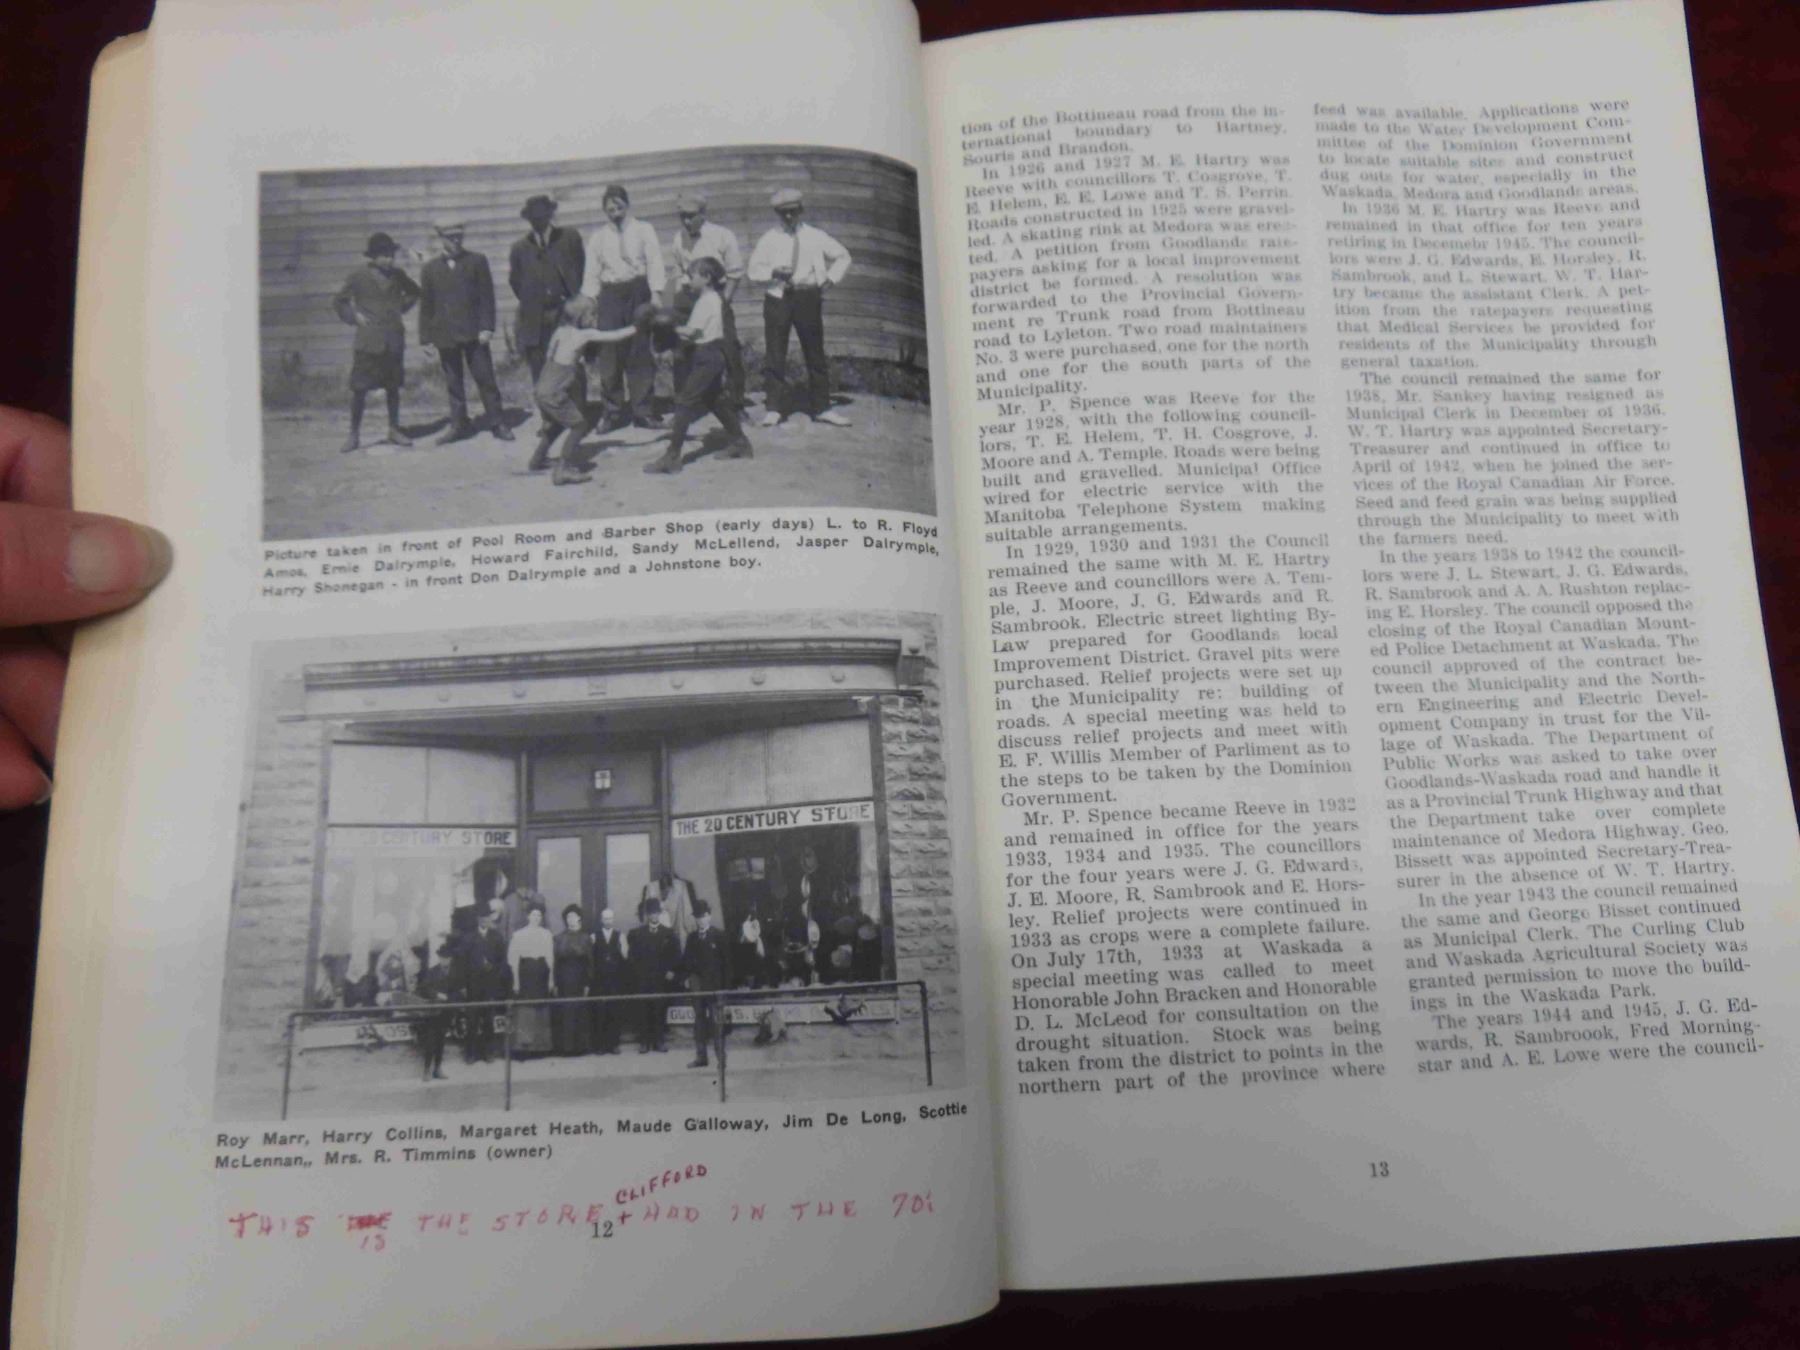 Picture taken in front of Pool Room and Barber Shop (early days) L. to R. Floyd
Amos, Ernie Dalrymple, Howard Fairchild, Sandy McLellend, Jasper Dalrymple,
Harry Shonegan - in front Don Dalrymple and a Johnstone boy.
CENTURY STORE
THE 20 CENTURY STORE
Roy Marr, Harry Collins, Margaret Heath, Maude Galloway, Jim De Long, Scottie
McLennan,, Mrs. R. Timmins (owner)
CLIFFORD
THIS IS THE STORE + HAD IN THE 70's
12
tion of the Bottineau road from the in-
ternational boundary to Hartney,
Souris and Brandon.
In 1926 and 1927 M. E. Hartry was
Reeve with councillors T. Cosgrove, T.
E. Helem, E. E. Lowe and T. S. Perrin.
Roads constructed in 1925 were gravel-
led. A skating rink at Medora was erec-
ted. A petition from Goodlands rate-
payers asking for a local improvement
district be formed. A resolution was
forwarded to the Provincial Govern-
ment re Trunk road from Bottineau
road to Lyleton. Two road maintainers
No. 3 were purchased, one for the north
and one for the south parts of the
Municipality.
Mr. P. Spence was Reeve for the
year 1928, with the following council-
lors, T. E. Helem, T. H. Cosgrove, J.
Moore and A. Temple. Roads were being
built and gravelled. Municipal Office
wired for electric service with the
Manitoba Telephone System making
suitable arrangements.
In 1929, 1930 and 1931 the Council
remained the same with M. E. Hartry
as Reeve and councillors were A. Tem-
ple, J. Moore, J. G. Edwards and R.
Sambrook. Electric street lighting By-
Law prepared for Goodlands local
Improvement District. Gravel pits were
purchased. Relief projects were set up
in the Municipality re: building of
roads. A special meeting was held to
discuss relief projects and meet with
E. F. Willis Member of Parliment as to
the steps to be taken by the Dominion
Government.
Mr. P. Spence became Reeve in 1932
and remained in office for the years
1933, 1934 and 1935. The councillors
for the four years were J. G. Edwards,
J. E. Moore, R. Sambrook and E. Hors-
ley. Relief projects were continued in
1933 as crops were a complete failure.
On July 17th, 1933 at Waskada a
special meeting was called to meet
Honorable John Bracken and Honorable
D. L. McLeod for consultation on the
drought situation. Stock was being
taken from the district to points in the
northern part of the province where
feed was available. Applications were
made to the Water Development Com-
mittee of the Dominion Government
to locate suitable sites and construct
dug outs for water, especially in the
Waskada, Medora and Goodlands areas.
In 1936 M. E. Hartry was Reeve and
remained in that office for ten years
retiring in Decemebr 1945. The council-
lors were J. G. Edwards, E. Horsley, R.
Sambrook, and L. Stewart. W. T. Har-
try became the assistant Clerk. A pet-
ition from the ratepayers requesting
that Medical Services be provided for
residents of the Municipality through
general taxation.
The council remained the same for
1938, Mr. Sankey having resigned as
Municipal Clerk in December of 1936.
W. T. Hartry was appointed Secretary-
Treasurer and continued in office to
April of 1942, when he joined the ser-
vices of the Royal Canadian Air Force.
Seed and feed grain was being supplied
through the Municipality to meet with
the farmers need.
In the years 1938 to 1942 the council-
lors were J. L. Stewart, J. G. Edwards,
R. Sambrook and A. A. Rushton replac-
ing E. Horsley. The council opposed the
closing of the Royal Canadian Mount-
ed Police Detachment at Waskada. The
council approved of the contract be-
tween the Municipality and the North-
ern Engineering and Electric Devel-
opment Company in trust for the Vil-
lage of Waskada. The Department of
Public Works was asked to take over
Goodlands-Waskada road and handle it
as a Provincial Trunk Highway and that
the Department take over complete
maintenance of Medora Highway. Geo.
Bissett was appointed Secretary-Trea-
surer in the absence of W. T. Hartry.
In the year 1943 the council remained
the same and George Bisset continued
as Municipal Clerk. The Curling Club
and Waskada Agricultural Society was
granted permission to move the build-
ings in the Waskada Park.
The years 1944 and 1945, J. G. Ed-
wards, R. Sambroook, Fred Morning-
star and A. E. Lowe were the council-
13